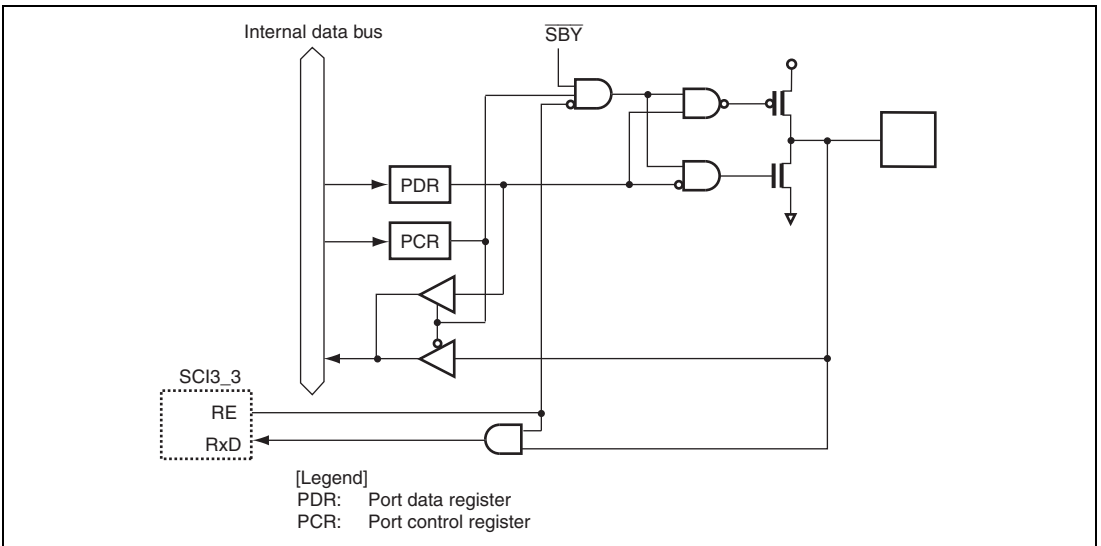 Internal data bus
SBY
PDR
PCR
SCI3_3
RE
RxD
[Legend]
PDR: Port data register
PCR: Port control register